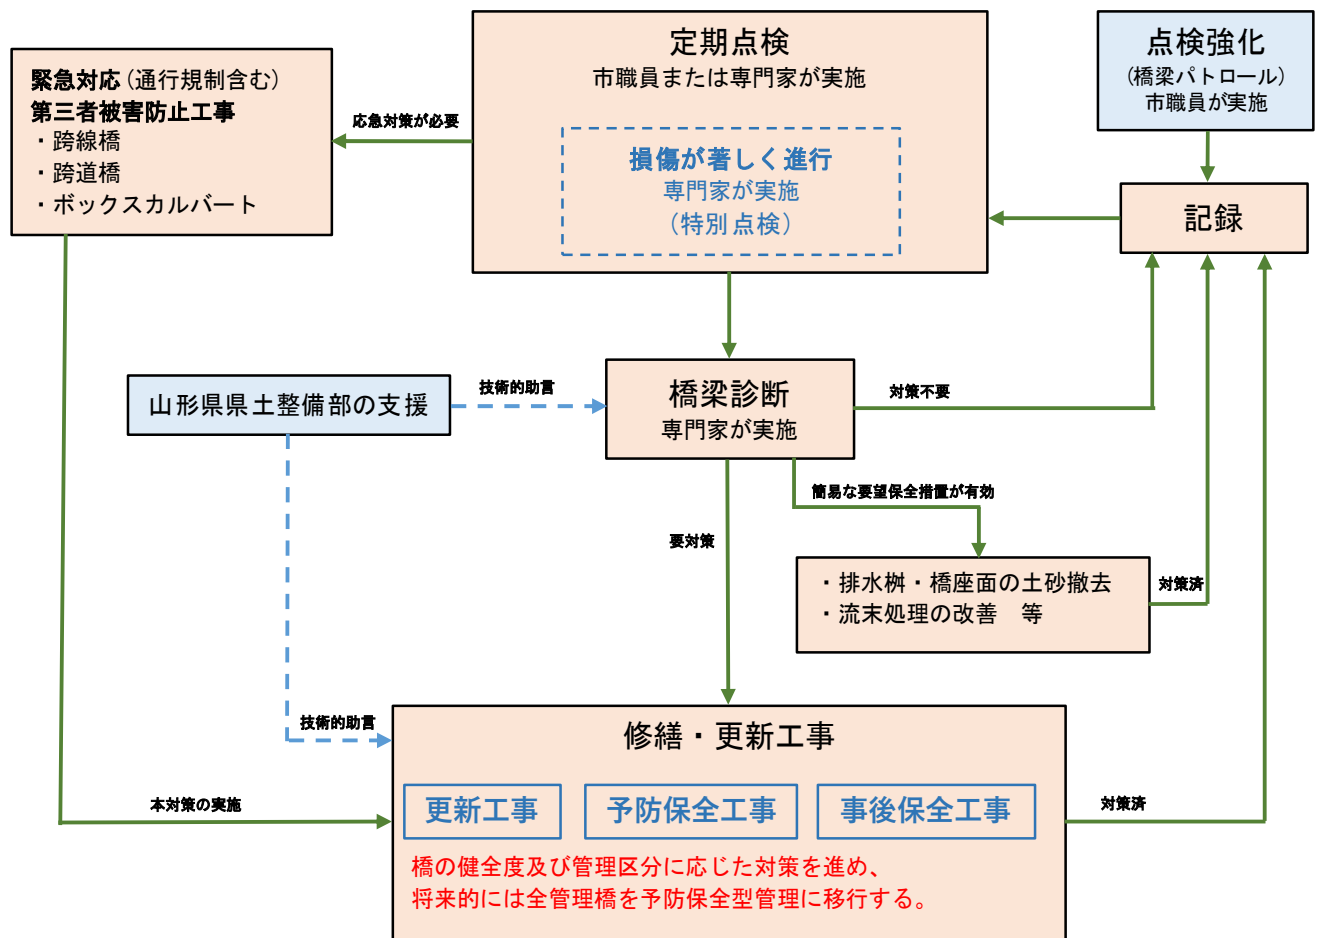 定期点検
市職員または専門家が実施
損傷が著しく進行
専門家が実施
(特別点検)
点検強化
(橋梁パトロール)
市職員が実施
緊急対応(通行規制含む)
第三者被害防止工事
・跨線橋
・跨道橋
・ボックスカルバート
応急対策が必要
記録
山形県県土整備部の支援
技術的助言
橋梁診断
専門家が実施
対策不要
簡易な要望保全措置が有効
要対策
・排水桝・橋座面の土砂撤去
・流末処理の改善　等
対策済
技術的助言
修繕・更新工事
本対策の実施
更新工事
予防保全工事
事後保全工事
対策済
橋の健全度及び管理区分に応じた対策を進め、
将来的には全管理橋を予防保全型管理に移行する。